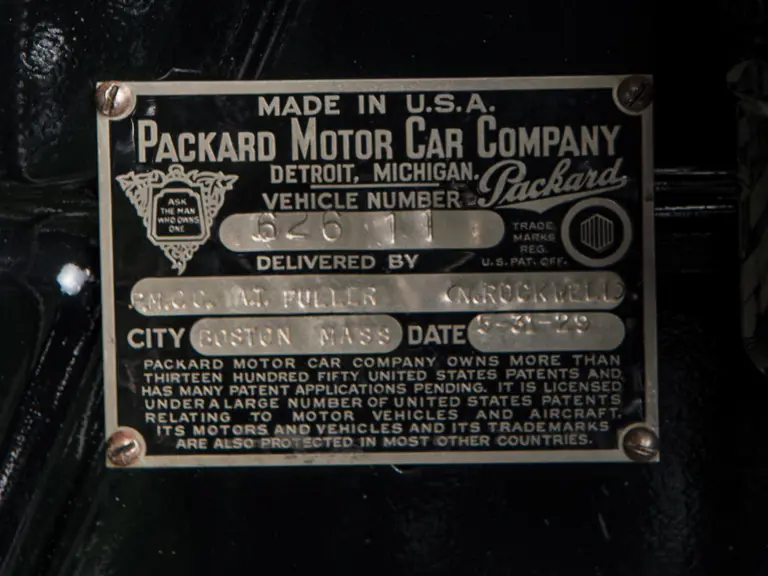 MADE IN U.S.A.
PACKARD MOTOR CAR COMPANY
DETROIT, MICHIGAN.
Packard
ASK
THE MAN
WHO OWNS
ONE
VEHICLE NUMBER
626 11
TRADE
MARKS
REG.
U.S. PAT. OFF.
DELIVERED BY
P.M.C.C. A.T. FULLER (N.ROCKWELL)
CITY BOSTON MASS DATE 5-31-29
PACKARD MOTOR CAR COMPANY OWNS MORE THAN
THIRTEEN HUNDRED FIFTY UNITED STATES PATENTS AND
HAS MANY PATENT APPLICATIONS PENDING. IT IS LICENSED
UNDER A LARGE NUMBER OF UNITED STATES PATENTS
RELATING TO MOTOR VEHICLES AND AIRCRAFT.
ITS MOTORS AND VEHICLES AND ITS TRADEMARKS
ARE ALSO PROTECTED IN MOST OTHER COUNTRIES.